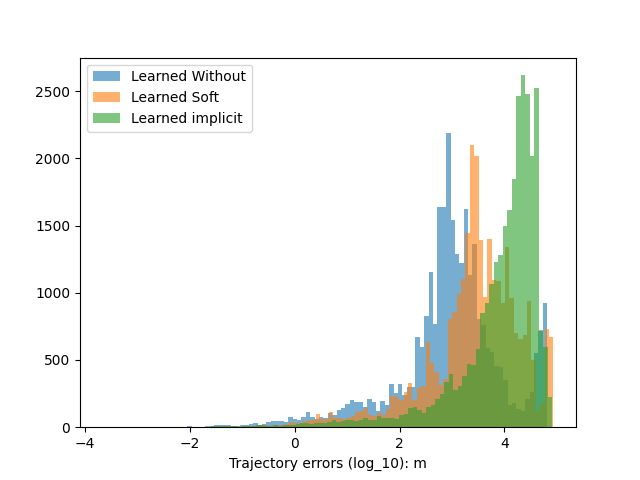 Learned Without
Learned Soft
Learned implicit
2500
2000
1500
1000
500
0
−4 −2 0 2 4
Trajectory errors (log_10): m